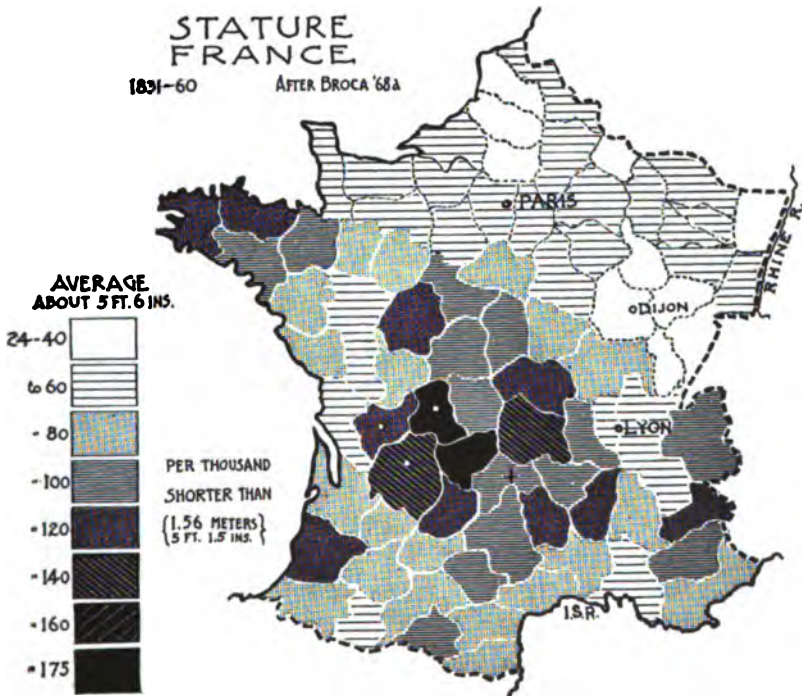 STATURE
FRANCE
1831-60
AFTER BROCA '68a
PARIS
RHINE R.
DIJON
LYON
I.S.R.
AVERAGE
ABOUT 5 FT. 6 INS.
24-40
to 60
-80
-100
-120
-140
-160
-175
PER THOUSAND
SHORTER THAN
{1.56 METERS}
{5 FT. 1.5 INS.}